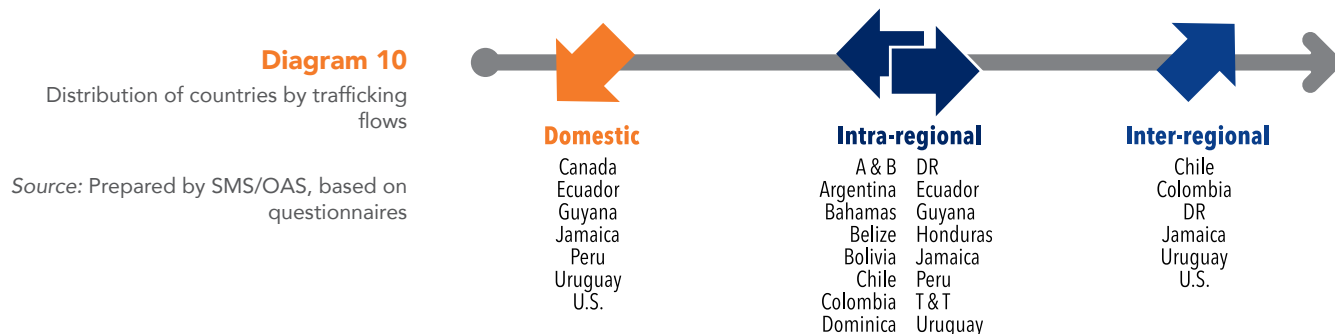 Diagram 10
Distribution of countries by trafficking
flows
Source: Prepared by SMS/OAS, based on
questionnaires
Domestic
Canada
Ecuador
Guyana
Jamaica
Peru
Uruguay
U.S.
Intra-regional
A & B DR
Argentina Ecuador
Bahamas Guyana
Belize Honduras
Bolivia Jamaica
Chile Peru
Colombia T & T
Dominica Uruguay
Inter-regional
Chile
Colombia
DR
Jamaica
Uruguay
U.S.